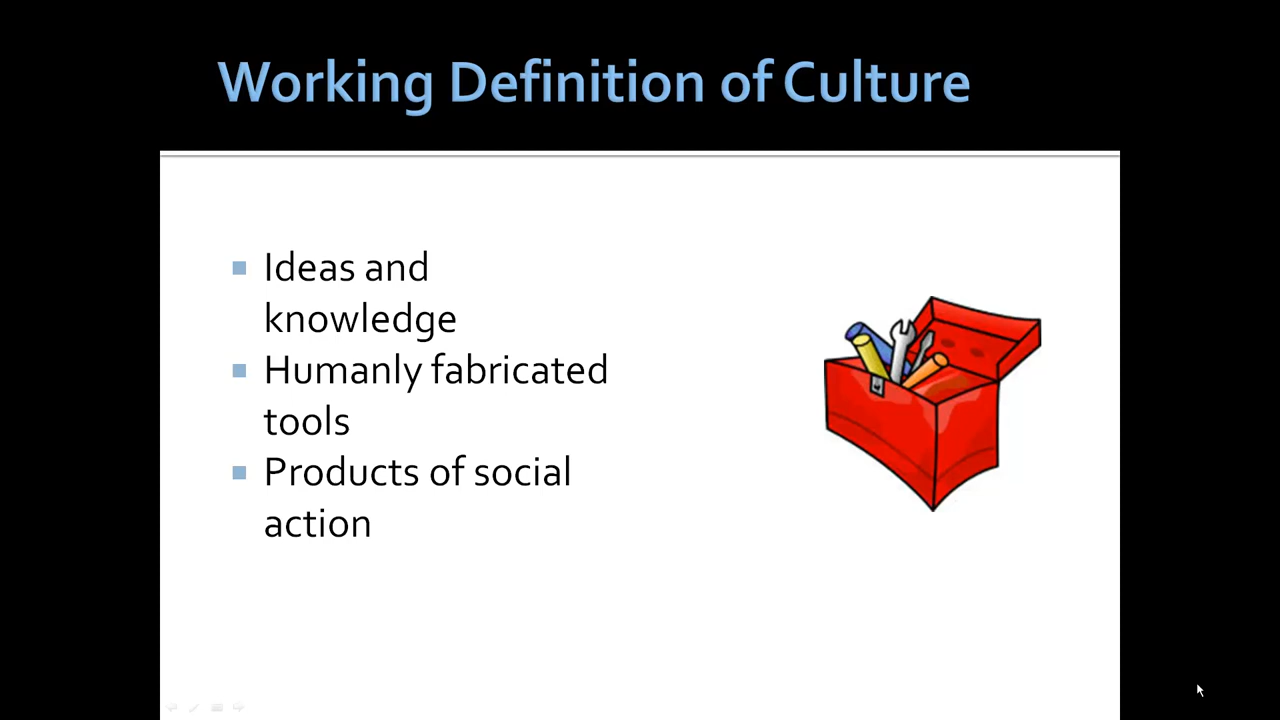 Working Definition of Culture
Ideas and
knowledge
Humanly fabricated
tools
Products of social
action